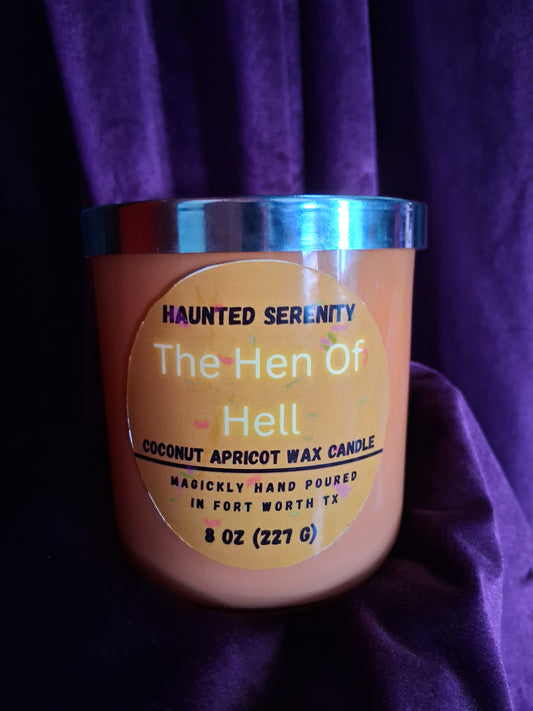 HAUNTED SERENITY
The Hen Of
Hell
COCONUT APRICOT WAX CANDLE
MAGICKLY HAND POURED
IN FORT WORTH TX
8 OZ (227 G)